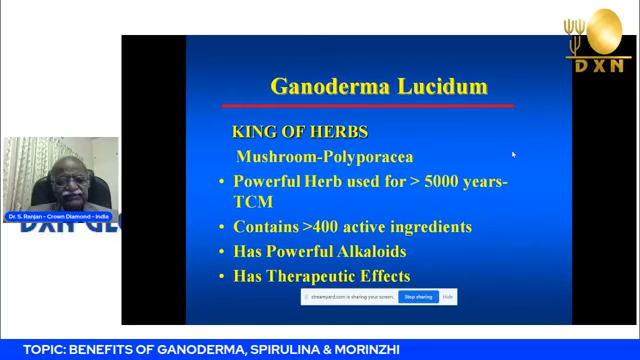 DXN
Ganoderma Lucidum
KING OF HERBS
Mushroom-Polyporacea
• Powerful Herb used for > 5000 years-
TCM
• Contains >400 active ingredients
• Has Powerful Alkaloids
• Has Therapeutic Effects
Dr. S. Ranjan - Crown Diamond - India
streamyard.com is sharing your screen.
Stop sharing
Hide
TOPIC: BENEFITS OF GANODERMA, SPIRULINA & MORINZHI